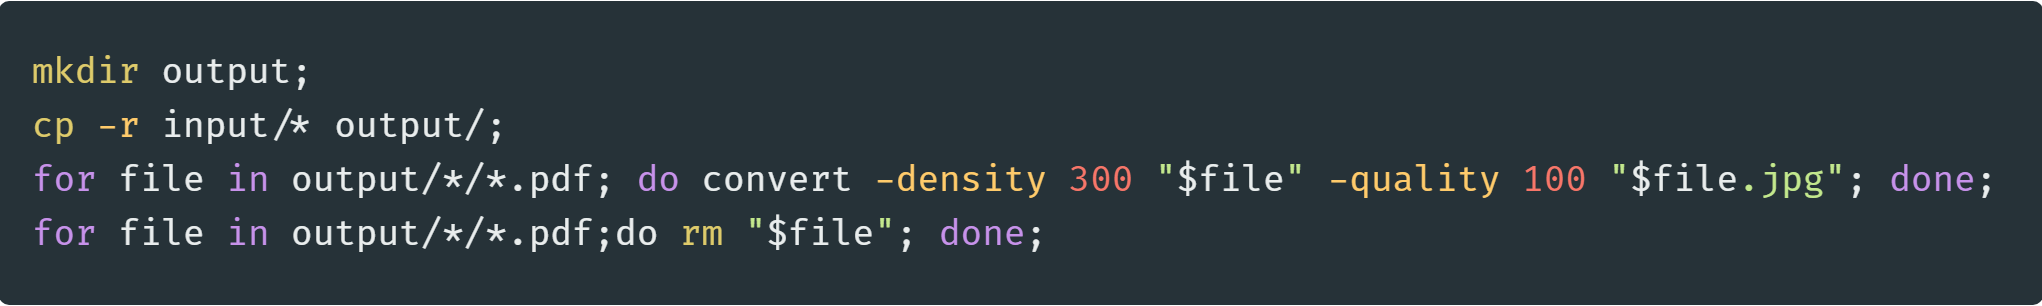 mkdir output;
cp -r input/* output/;
for file in output/*/*.pdf; do convert -density 300 "$file" -quality 100 "$file.jpg"; done;
for file in output/*/*.pdf;do rm "$file"; done;